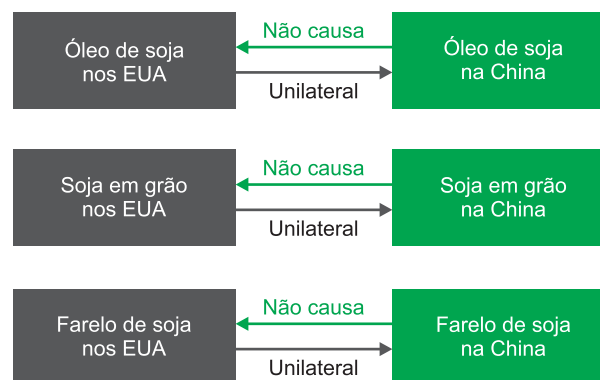 Óleo de soja
nos EUA
Não causa
Unilateral
Óleo de soja
na China
Soja em grão
nos EUA
Não causa
Unilateral
Soja em grão
na China
Farelo de soja
nos EUA
Não causa
Unilateral
Farelo de soja
na China